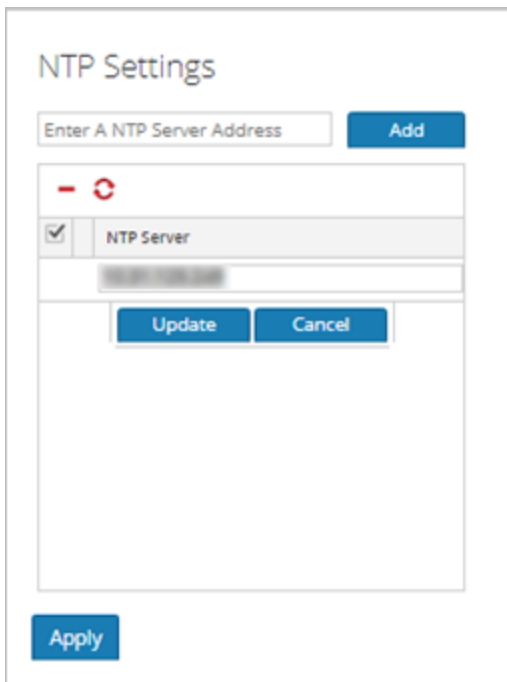 NTP Settings
Enter A NTP Server Address Add
NTP Server
Update Cancel
Apply